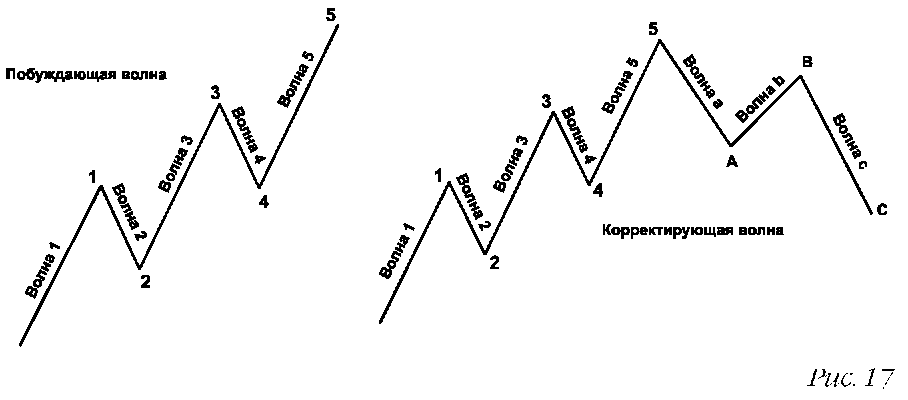 Побуждающая волна
Волна 1
1
Волна 2
2
Волна 3
3
Волна 4
4
Волна 5
5
Волна 1
1
Волна 2
2
Волна 3
3
Волна 4
4
Волна 5
5
Волна a
A
Волна b
B
Волна c
C
Корректирующая волна
Рис. 17